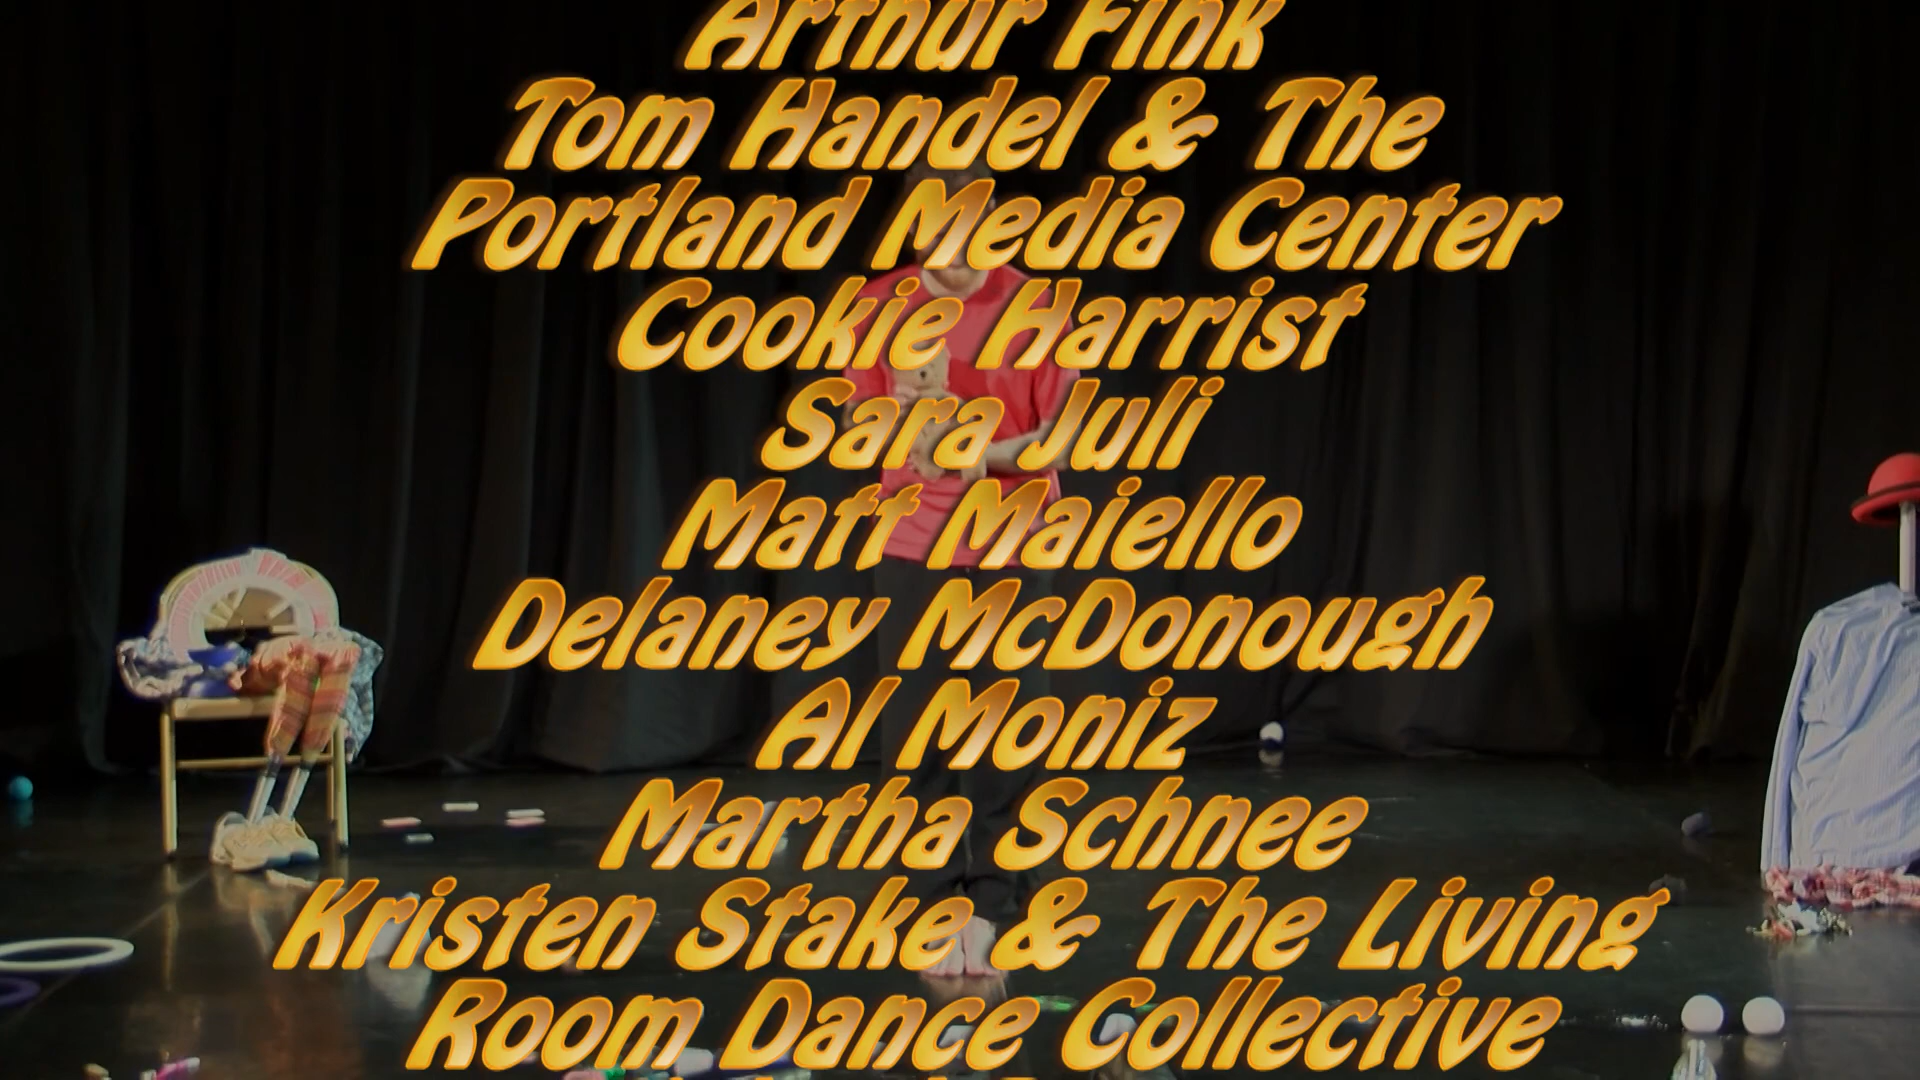 Arthur Fink
Tom Handel & The
Portland Media Center
Cookie Harrist
Sara Juli
Matt Maiello
Delaney McDonough
Al Moniz
Martha Schnee
Kristen Stake & The Living
Room Dance Collective